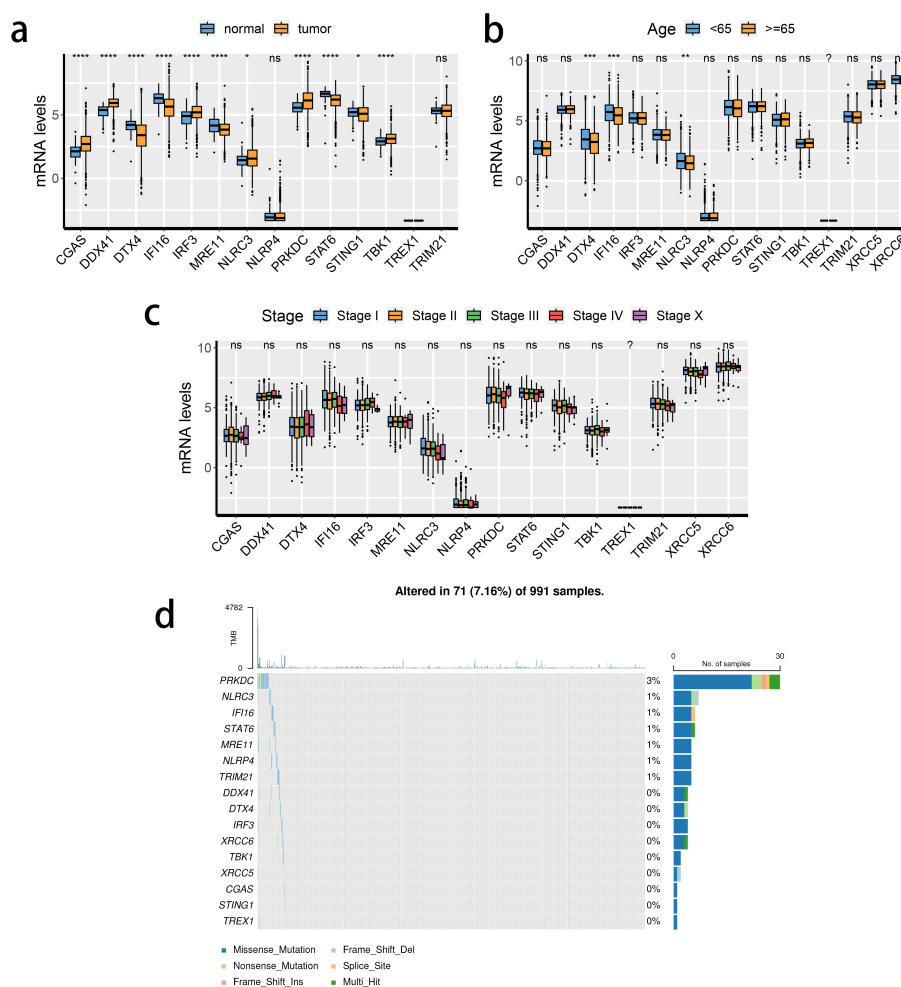 a
normal tumor
**** **** **** **** **** **** * ns **** **** * **** ns
mRNA levels
5
0
CGAS DDX41 DTX4 IFI16 IRF3 MRE11 NLRC3 NLRP4 PRKDC STAT6 STING1 TBK1 TREX1 TRIM21
b
Age <65 >=65
ns ns *** *** ns ns ** ns ns ns ns ns ? ns ns n
mRNA levels
10
5
0
CGAS DDX41 DTX4 IFI16 IRF3 MRE11 NLRC3 NLRP4 PRKDC STAT6 STING1 TBK1 TREX1 TRIM21 XRCC5 XRCC6
c
Stage Stage I Stage II Stage III Stage IV Stage X
ns ns ns ns ns ns ns ns ns ns ns ns ? ns ns ns
mRNA levels
10
5
0
CGAS DDX41 DTX4 IFI16 IRF3 MRE11 NLRC3 NLRP4 PRKDC STAT6 STING1 TBK1 TREX1 TRIM21 XRCC5 XRCC6
d
Altered in 71 (7.16%) of 991 samples.
4782
TMB
0
0 30
No. of samples
PRKDC 3%
NLRC3 1%
IFI16 1%
STAT6 1%
MRE11 1%
NLRP4 1%
TRIM21 1%
DDX41 0%
DTX4 0%
IRF3 0%
XRCC6 0%
TBK1 0%
XRCC5 0%
CGAS 0%
STING1 0%
TREX1 0%
Missense_Mutation Frame_Shift_Del
Nonsense_Mutation Splice_Site
Frame_Shift_Ins Multi_Hit